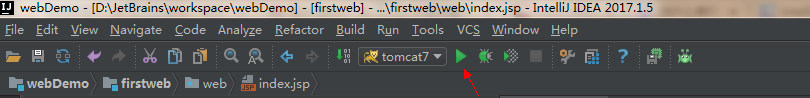 webDemo - [D:\JetBrains\workspace\webDemo] - [firstweb] - ...\firstweb\web\index.jsp - IntelliJ IDEA 2017.1.5
File Edit View Navigate Code Analyze Refactor Build Run Tools VCS Window Help
tomcat7
webDemo firstweb web index.jsp